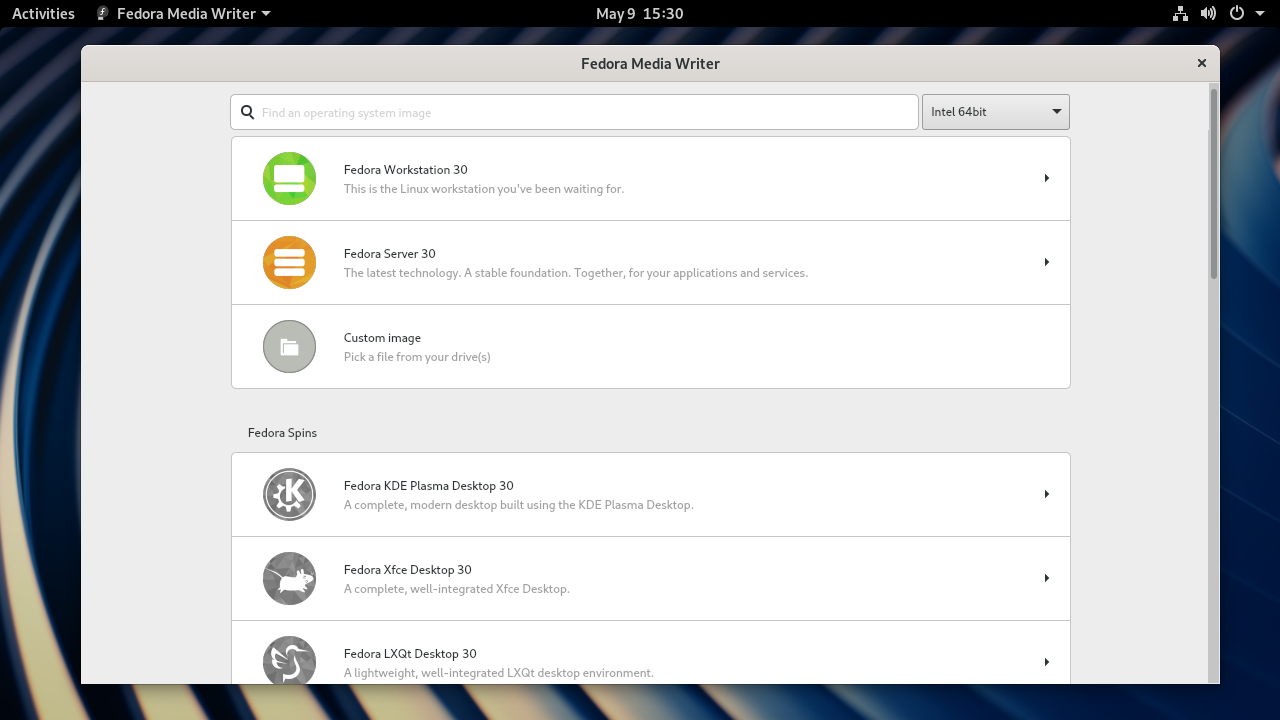 Activities Fedora Media Writer May 9 15:30
Fedora Media Writer
Find an operating system image Intel 64bit
Fedora Workstation 30
This is the Linux workstation you've been waiting for.
Fedora Server 30
The latest technology. A stable foundation. Together, for your applications and services.
Custom image
Pick a file from your drive(s)
Fedora Spins
Fedora KDE Plasma Desktop 30
A complete, modern desktop built using the KDE Plasma Desktop.
Fedora Xfce Desktop 30
A complete, well-integrated Xfce Desktop.
Fedora LXQt Desktop 30
A lightweight, well-integrated LXQt desktop environment.